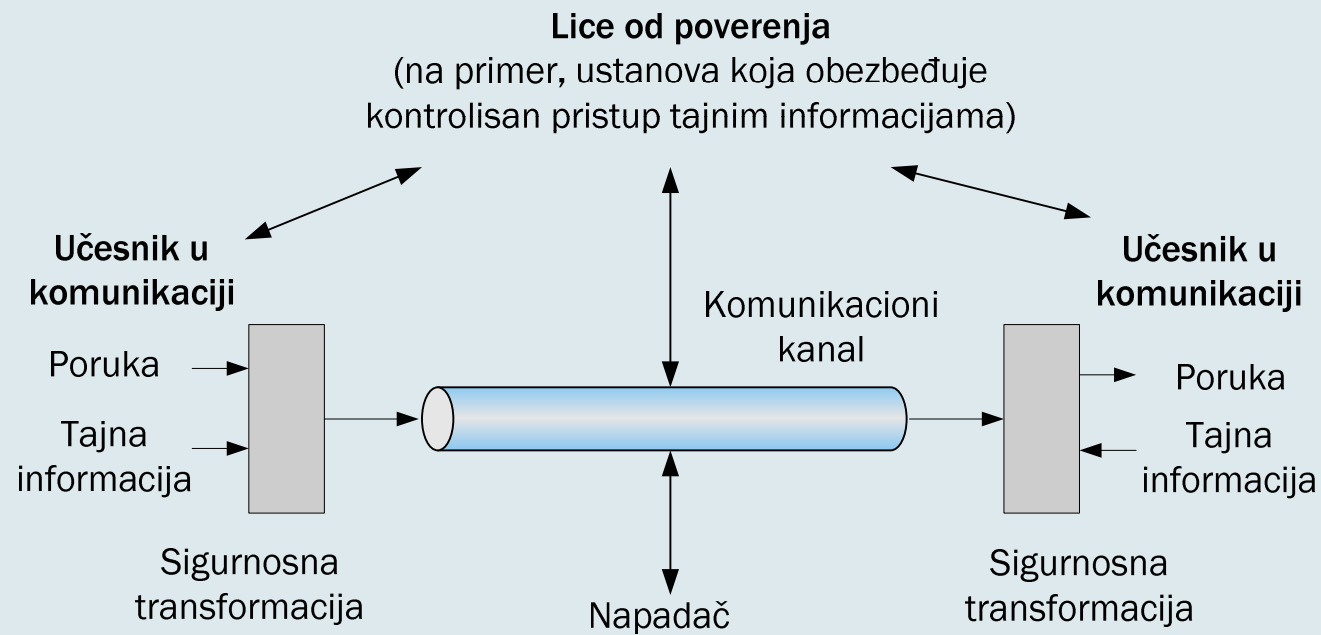 Lice od poverenja
(na primer, ustanova koja obezbeđuje
kontrolisan pristup tajnim informacijama)
Učesnik u
komunikaciji
Učesnik u
komunikaciji
Komunikacioni
kanal
Poruka
Tajna
informacija
Poruka
Tajna
informacija
Sigurnosna
transformacija
Napadač
Sigurnosna
transformacija